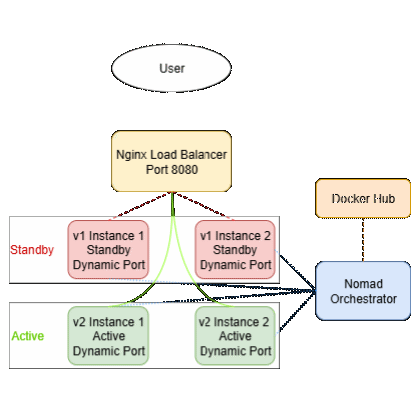 User
Nginx Load Balancer
Port 8080
Docker Hub
Standby
v1 Instance 1
Standby
Dynamic Port
v1 Instance 2
Standby
Dynamic Port
Nomad
Orchestrator
Active
v2 Instance 1
Active
Dynamic Port
v2 Instance 2
Active
Dynamic Port